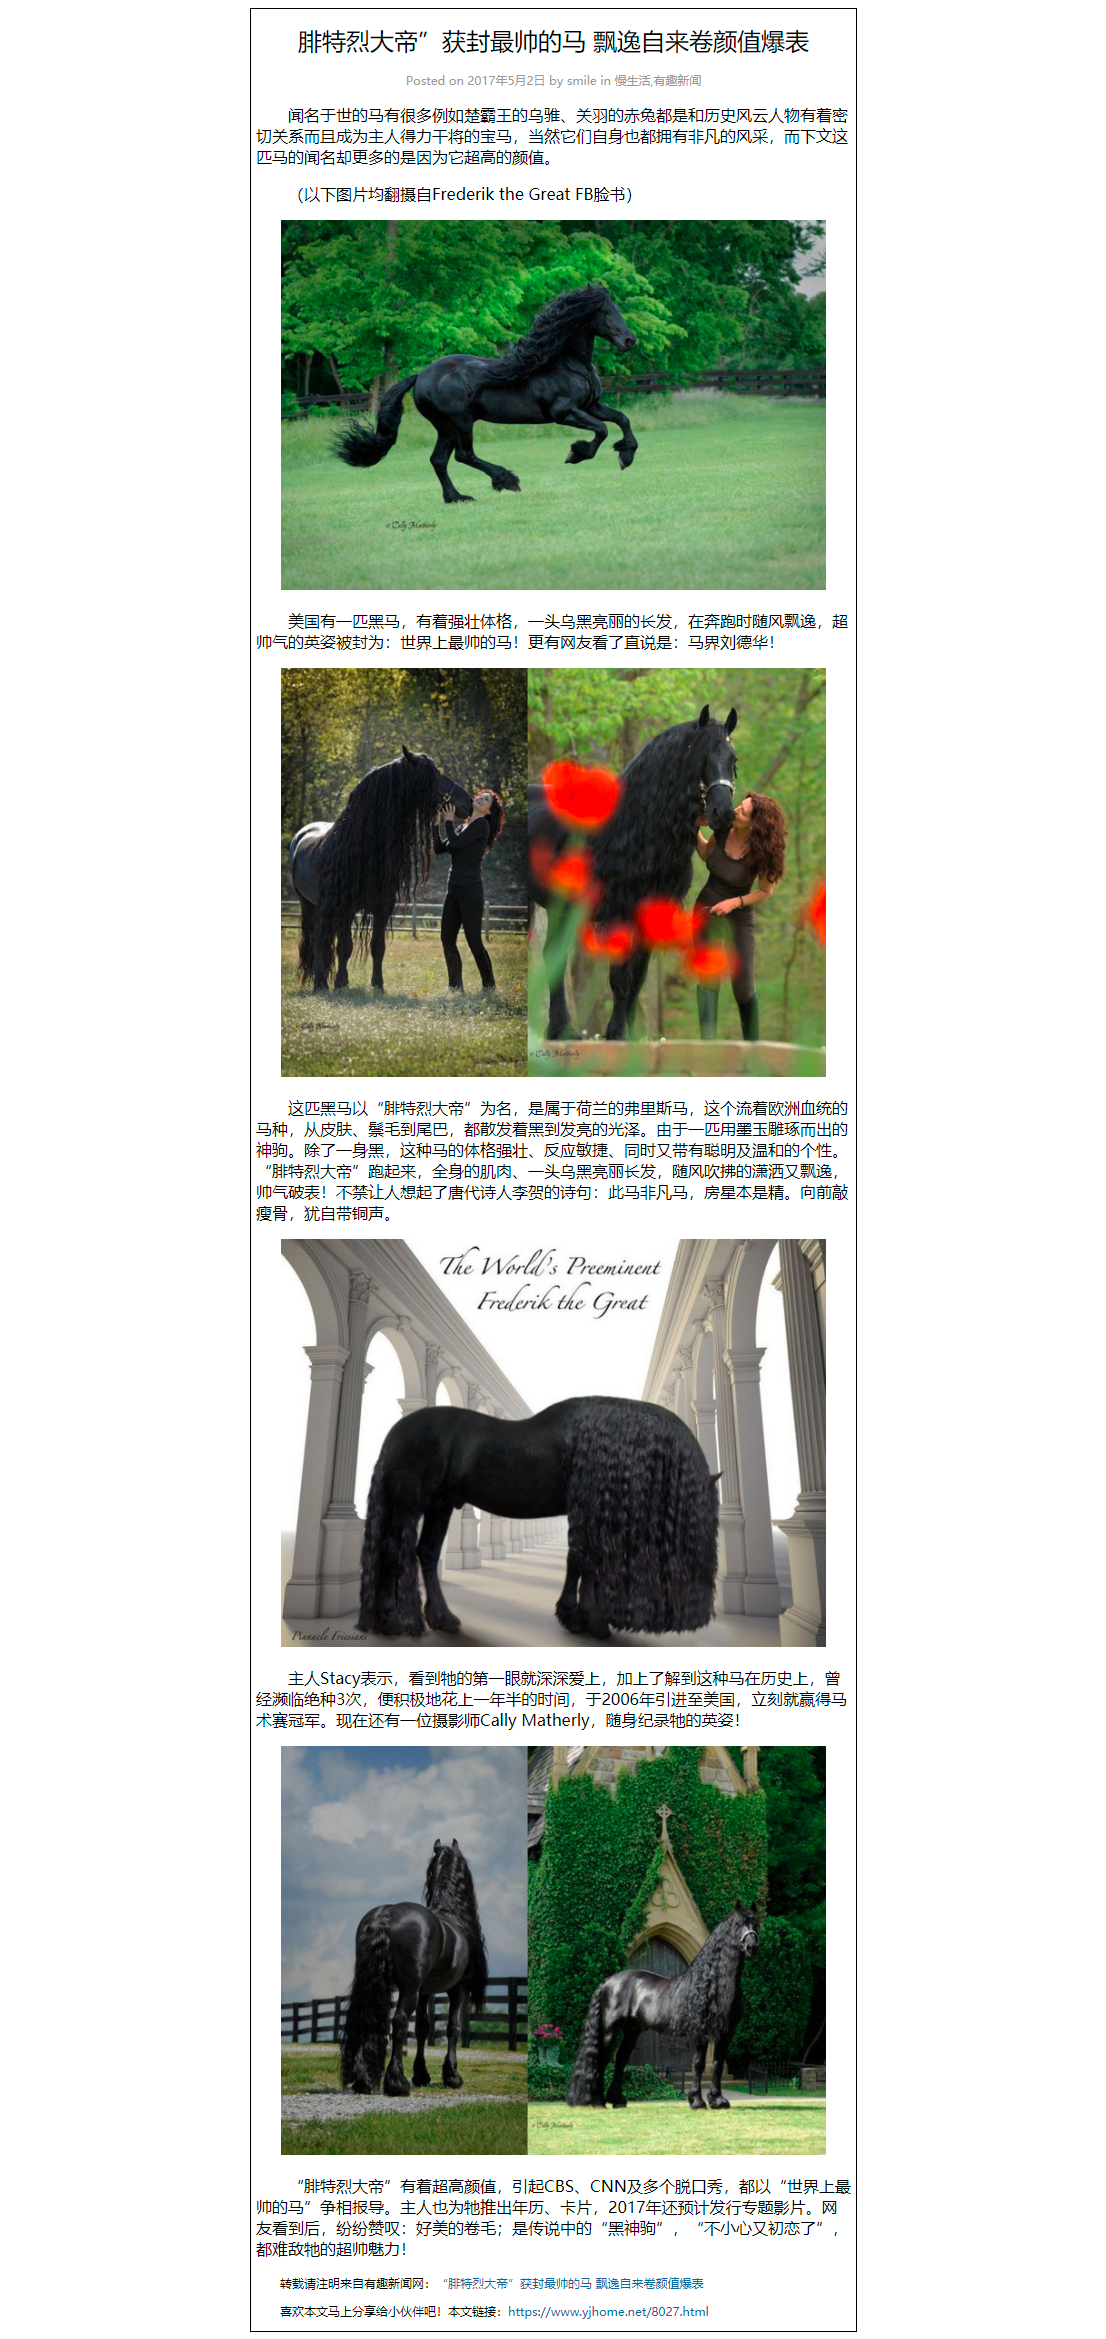 腓特烈大帝”获封最帅的马 飘逸自来卷颜值爆表
Posted on 2017年5月2日 by smile in 慢生活,有趣新闻
闻名于世的马有很多例如楚霸王的乌骓、关羽的赤兔都是和历史风云人物有着密
切关系而且成为主人得力干将的宝马，当然它们自身也都拥有非凡的风采，而下文这
匹马的闻名却更多的是因为它超高的颜值。
（以下图片均翻摄自Frederik the Great FB脸书）
© Cally Matherly
美国有一匹黑马，有着强壮体格，一头乌黑亮丽的长发，在奔跑时随风飘逸，超
帅气的英姿被封为：世界上最帅的马！更有网友看了直说是：马界刘德华！
© Cally Matherly
© Cally Matherly
这匹黑马以“腓特烈大帝”为名，是属于荷兰的弗里斯马，这个流着欧洲血统的
马种，从皮肤、鬃毛到尾巴，都散发着黑到发亮的光泽。由于一匹用墨玉雕琢而出的
神驹。除了一身黑，这种马的体格强壮、反应敏捷、同时又带有聪明及温和的个性。
“腓特烈大帝”跑起来，全身的肌肉、一头乌黑亮丽长发，随风吹拂的潇洒又飘逸，
帅气破表！不禁让人想起了唐代诗人李贺的诗句：此马非凡马，房星本是精。向前敲
瘦骨，犹自带铜声。
The World's Preeminent
Frederik the Great
Pinnacle Friesians
主人Stacy表示，看到牠的第一眼就深深爱上，加上了解到这种马在历史上，曾
经濒临绝种3次，便积极地花上一年半的时间，于2006年引进至美国，立刻就赢得马
术赛冠军。现在还有一位摄影师Cally Matherly，随身纪录牠的英姿！
© Cally Matherly
“腓特烈大帝”有着超高颜值，引起CBS、CNN及多个脱口秀，都以“世界上最
帅的马”争相报导。主人也为牠推出年历、卡片，2017年还预计发行专题影片。网
友看到后，纷纷赞叹：好美的卷毛；是传说中的“黑神驹”，“不小心又初恋了”，
都难敌牠的超帅魅力！
转载请注明来自有趣新闻网：“腓特烈大帝”获封最帅的马 飘逸自来卷颜值爆表
喜欢本文马上分享给小伙伴吧！本文链接：https://www.yjhome.net/8027.html